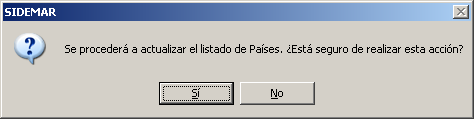 SIDEMAR
Se procederá a actualizar el listado de Países. ¿Está seguro de realizar esta acción?
Sí
No